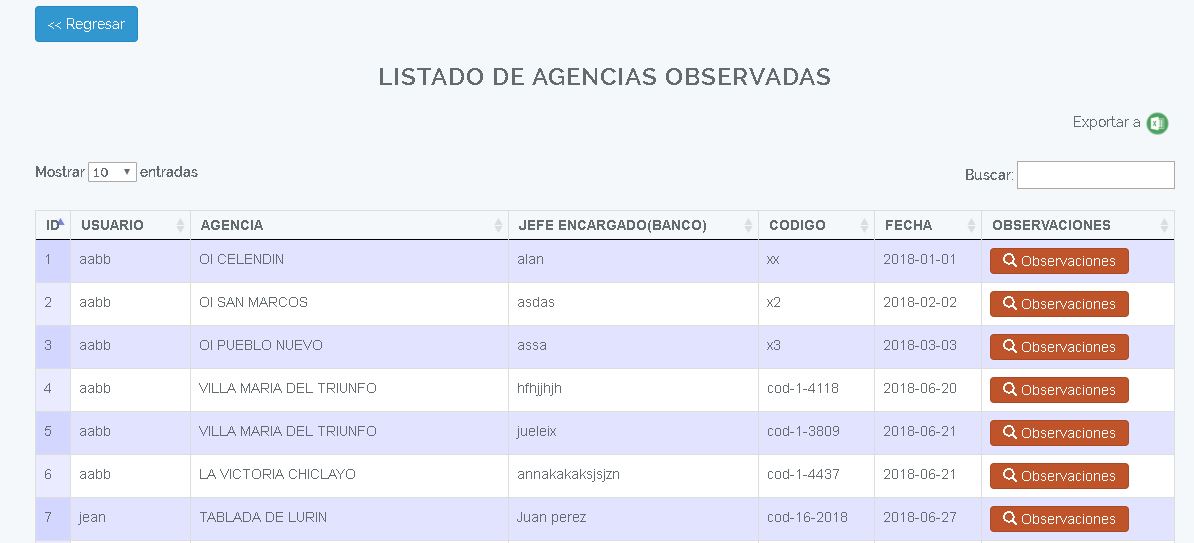 << Regresar
LISTADO DE AGENCIAS OBSERVADAS
Exportar a
Mostrar 10 entradas
Buscar:
ID USUARIO AGENCIA JEFE ENCARGADO(BANCO) CODIGO FECHA OBSERVACIONES
1 aabb OI CELENDIN alan xx 2018-01-01 Observaciones
2 aabb OI SAN MARCOS asdas x2 2018-02-02 Observaciones
3 aabb OI PUEBLO NUEVO assa x3 2018-03-03 Observaciones
4 aabb VILLA MARIA DEL TRIUNFO hfhjjhjh cod-1-4118 2018-06-20 Observaciones
5 aabb VILLA MARIA DEL TRIUNFO jueleix cod-1-3809 2018-06-21 Observaciones
6 aabb LA VICTORIA CHICLAYO annakakaksjsjzn cod-1-4437 2018-06-21 Observaciones
7 jean TABLADA DE LURIN Juan perez cod-16-2018 2018-06-27 Observaciones